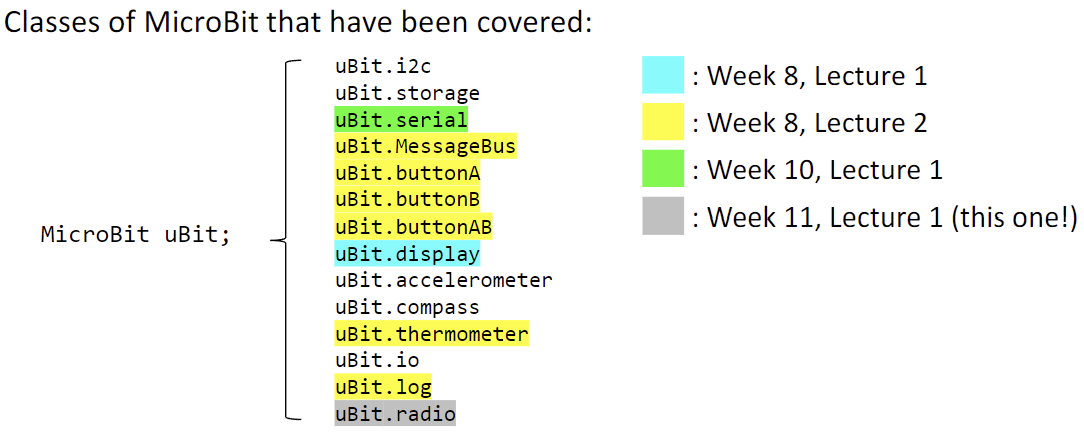 Classes of MicroBit that have been covered:
MicroBit uBit;
uBit.i2c
uBit.storage
uBit.serial
uBit.MessageBus
uBit.buttonA
uBit.buttonB
uBit.buttonAB
uBit.display
uBit.accelerometer
uBit.compass
uBit.thermometer
uBit.io
uBit.log
uBit.radio
: Week 8, Lecture 1
: Week 8, Lecture 2
: Week 10, Lecture 1
: Week 11, Lecture 1 (this one!)